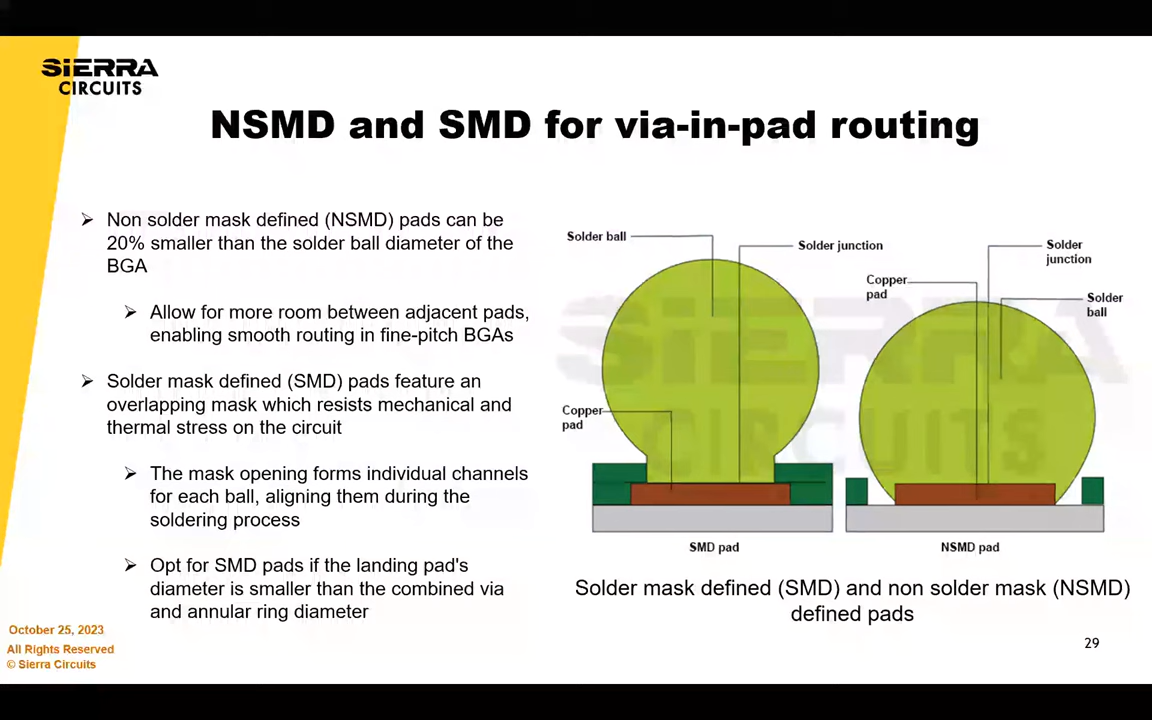 SiERRA
CIRCUITS
NSMD and SMD for via-in-pad routing
Non solder mask defined (NSMD) pads can be
20% smaller than the solder ball diameter of the
BGA
Allow for more room between adjacent pads,
enabling smooth routing in fine-pitch BGAs
Solder mask defined (SMD) pads feature an
overlapping mask which resists mechanical and
thermal stress on the circuit
The mask opening forms individual channels
for each ball, aligning them during the
soldering process
Opt for SMD pads if the landing pad's
diameter is smaller than the combined via
and annular ring diameter
Solder ball
Solder junction
Copper
pad
SMD pad
Solder
junction
Copper
pad
Solder
ball
NSMD pad
SiERRA
CIRCUITS
Solder mask defined (SMD) and non solder mask (NSMD)
defined pads
October 25, 2023
All Rights Reserved
© Sierra Circuits
29